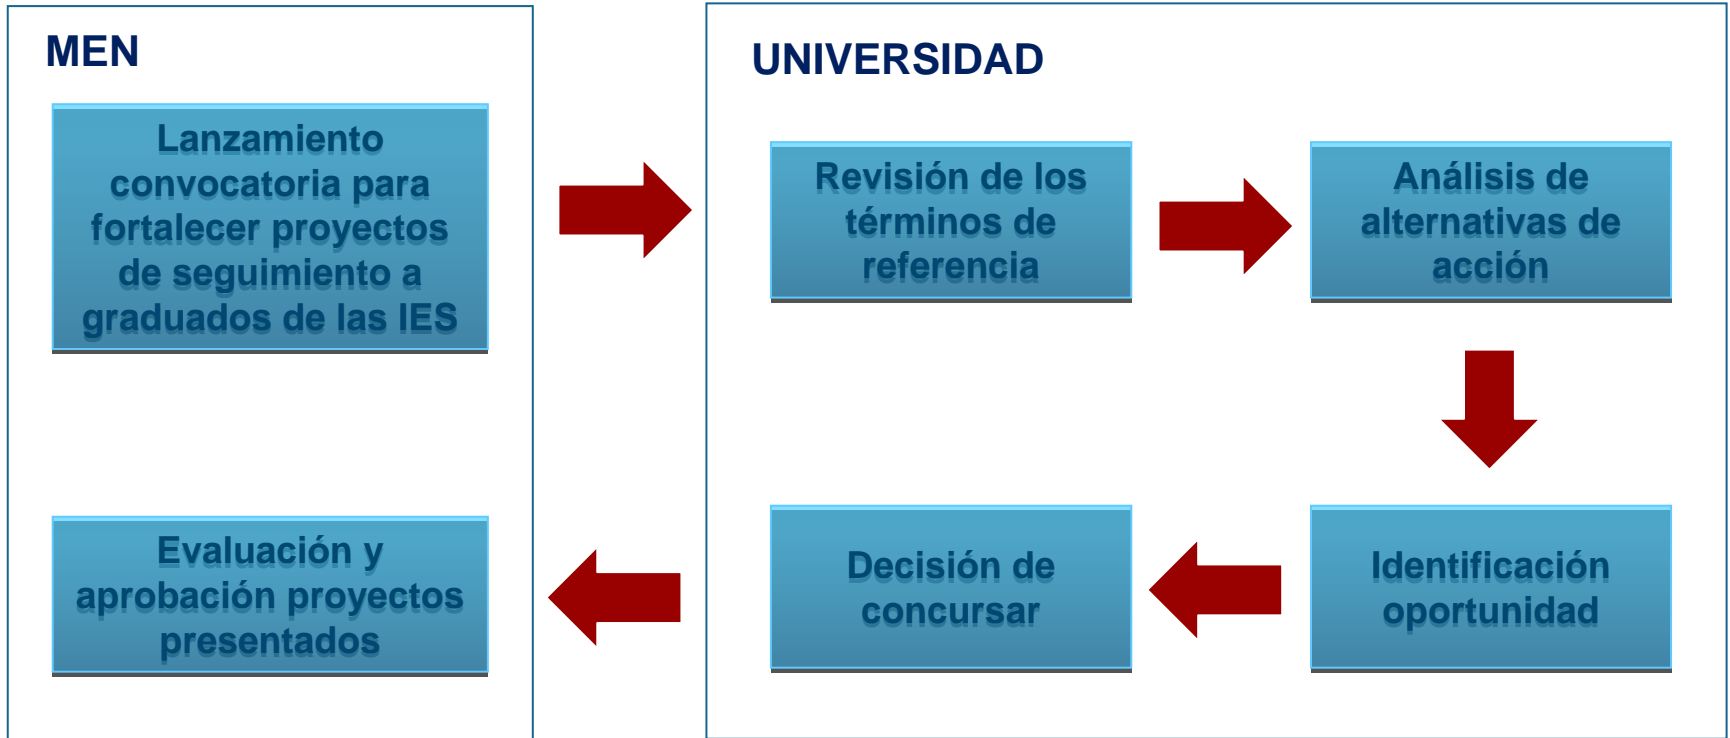 MEN
Lanzamiento
convocatoria para
fortalecer proyectos
de seguimiento a
graduados de las IES
Evaluación y
aprobación proyectos
presentados
UNIVERSIDAD
Revisión de los
términos de
referencia
Análisis de
alternativas de
acción
Decisión de
concursar
Identificación
oportunidad